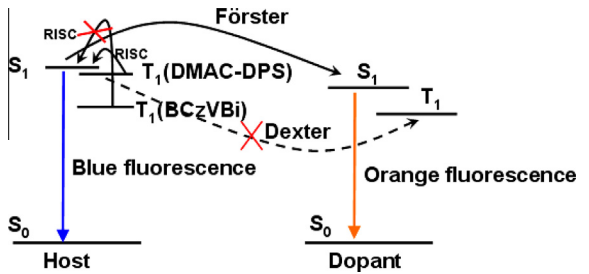 Förster
RISC
RISC
S1
T1(DMAC-DPS)
S1
T1
T1(BCzVBi)
Dexter
Blue fluorescence
Orange fluorescence
S0
S0
Host
Dopant